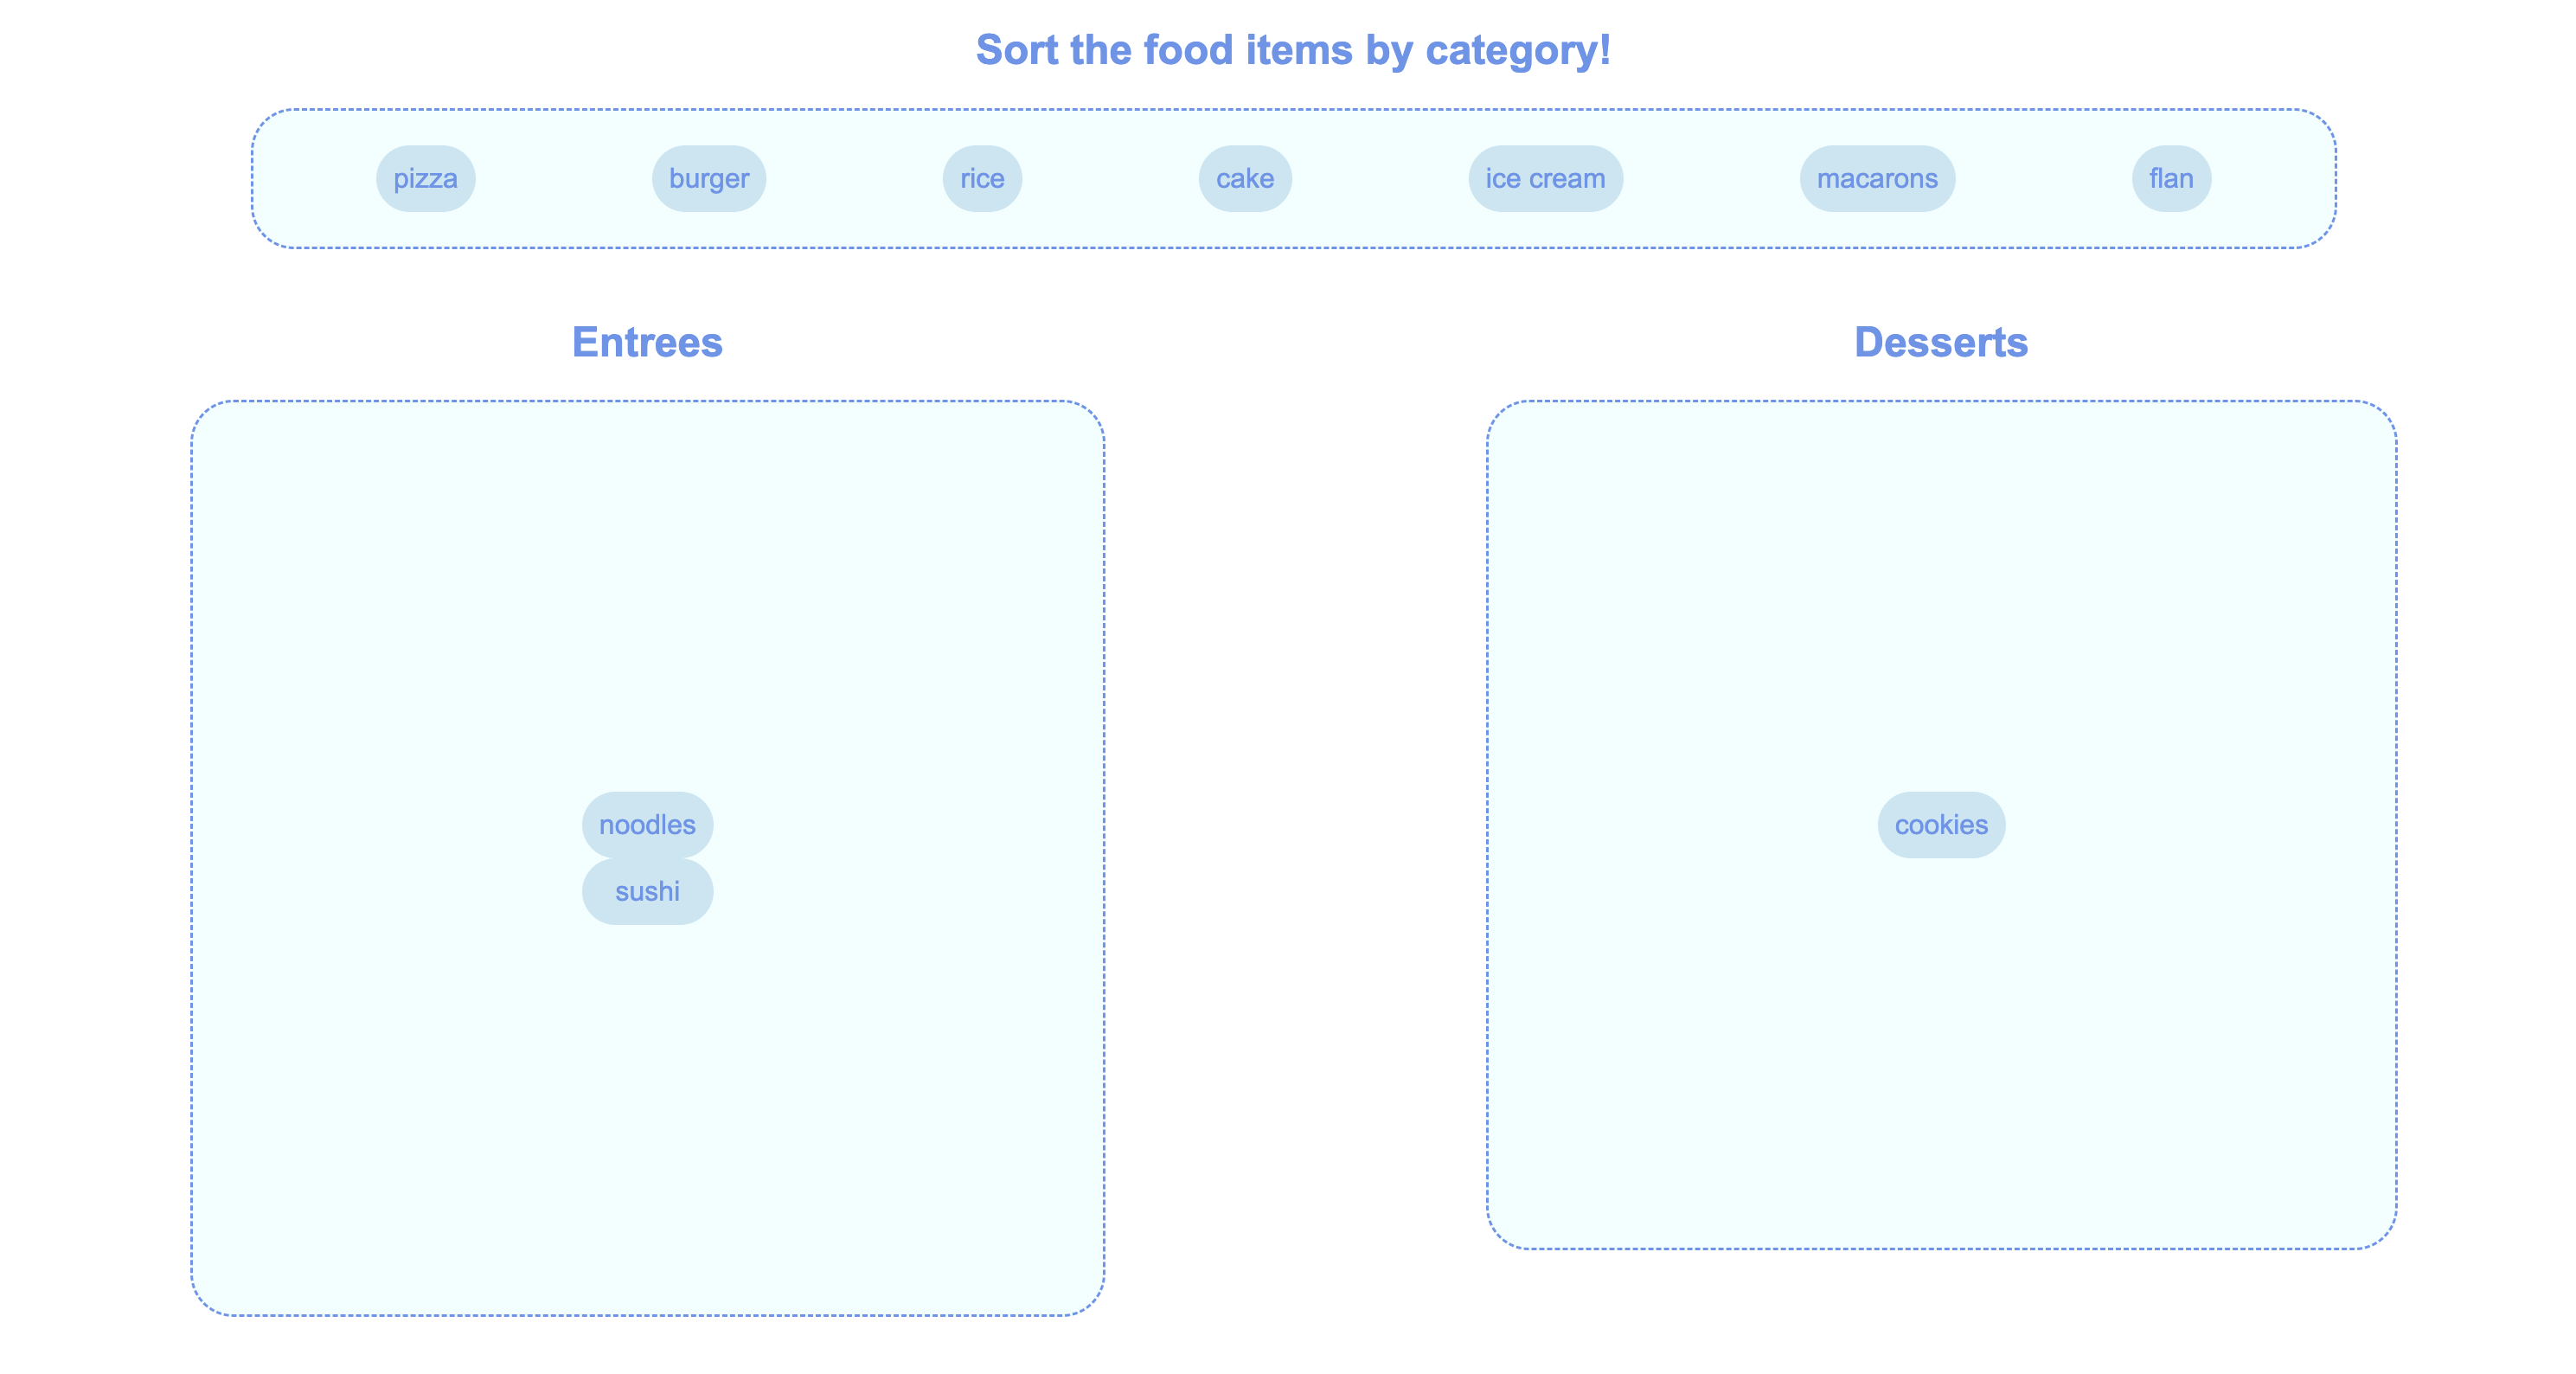 Sort the food items by category!
pizza burger rice cake ice cream macarons flan
Entrees
noodles
sushi
Desserts
cookies